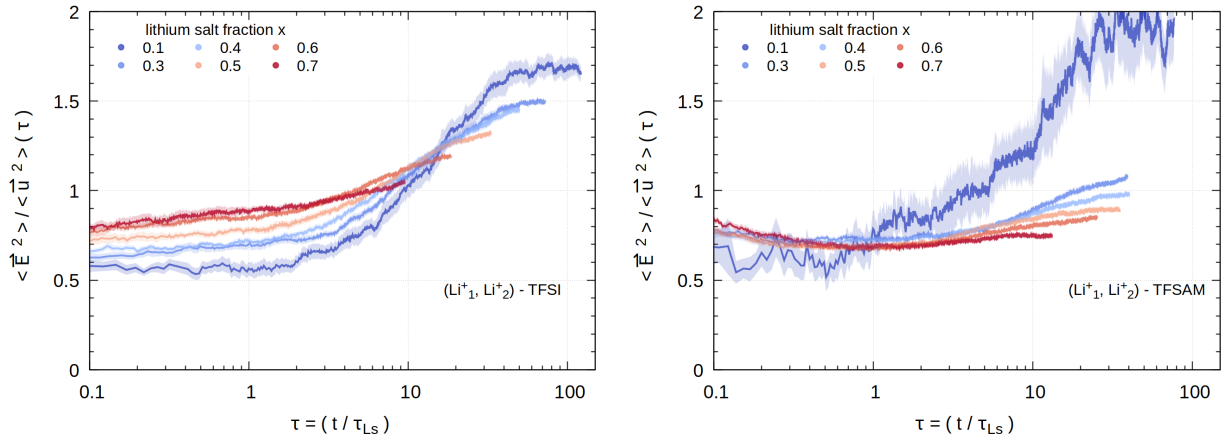 lithium salt fraction x
0.1 0.4 0.6
0.3 0.5 0.7
2
1.5
1
0.5
0
< E⃗ ² > / < u⃗ ² > ( τ )
(Li⁺₁, Li⁺₂) - TFSI
0.1 1 10 100
τ = ( t / τLs )
lithium salt fraction x
0.1 0.4 0.6
0.3 0.5 0.7
2
1.5
1
0.5
0
< E⃗ ² > / < u⃗ ² > ( τ )
(Li⁺₁, Li⁺₂) - TFSAM
0.1 1 10 100
τ = ( t / τLs )